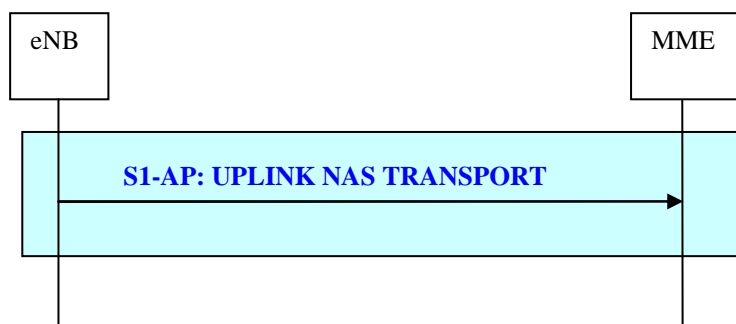 eNB
MME
S1-AP: UPLINK NAS TRANSPORT